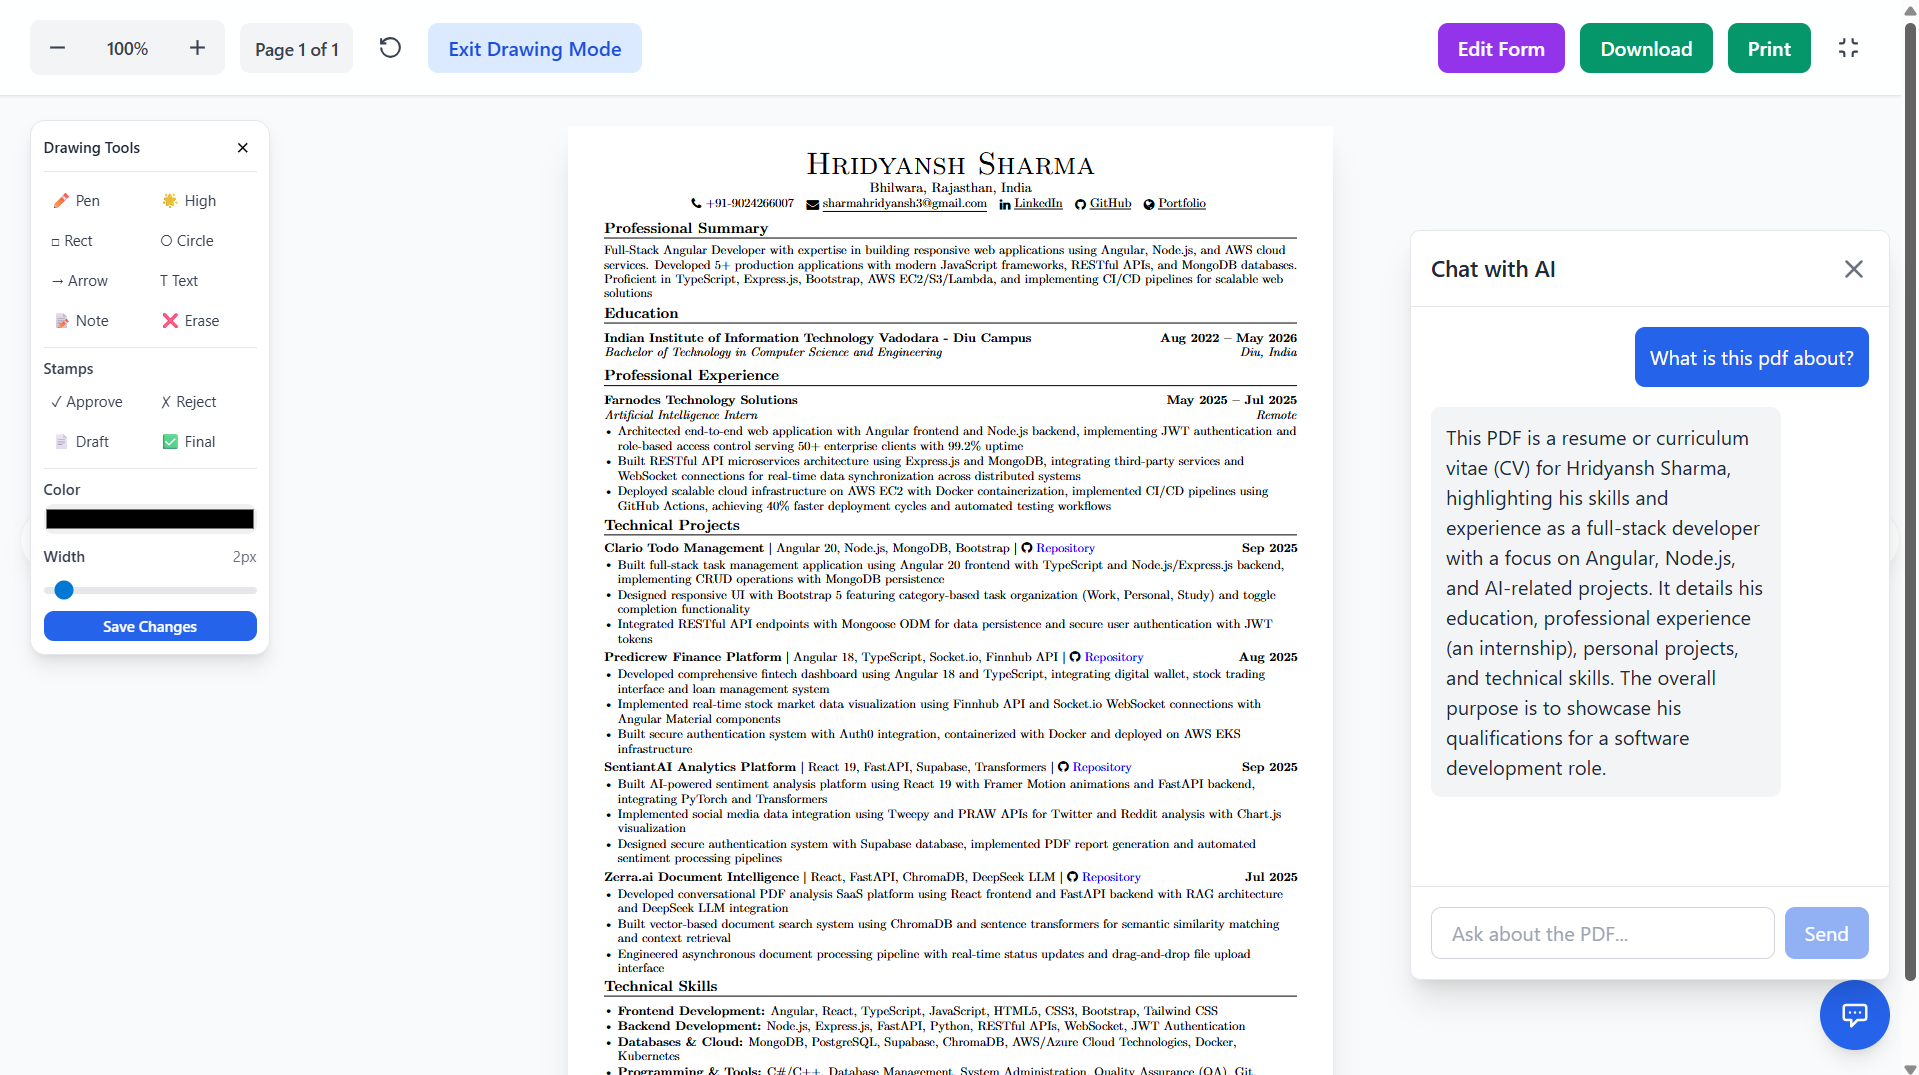 100%
Page 1 of 1
Exit Drawing Mode
Edit Form
Download
Print
Drawing Tools
Pen
High
Rect
Circle
→ Arrow
T Text
Note
Erase
Stamps
✓ Approve
✗ Reject
Draft
Final
Color
Width
2px
Save Changes
Hridyansh Sharma
Bhilwara, Rajasthan, India
+91-9024266007 sharmahridyansh3@gmail.com LinkedIn GitHub Portfolio
Professional Summary
Full-Stack Angular Developer with expertise in building responsive web applications using Angular, Node.js, and AWS cloud
services. Developed 5+ production applications with modern JavaScript frameworks, RESTful APIs, and MongoDB databases.
Proficient in TypeScript, Express.js, Bootstrap, AWS EC2/S3/Lambda, and implementing CI/CD pipelines for scalable web
solutions
Education
Indian Institute of Information Technology Vadodara - Diu Campus Aug 2022 – May 2026
Bachelor of Technology in Computer Science and Engineering Diu, India
Professional Experience
Farnodes Technology Solutions May 2025 – Jul 2025
Artificial Intelligence Intern Remote
• Architected end-to-end web application with Angular frontend and Node.js backend, implementing JWT authentication and
role-based access control serving 50+ enterprise clients with 99.2% uptime
• Built RESTful API microservices architecture using Express.js and MongoDB, integrating third-party services and
WebSocket connections for real-time data synchronization across distributed systems
• Deployed scalable cloud infrastructure on AWS EC2 with Docker containerization, implemented CI/CD pipelines using
GitHub Actions, achieving 40% faster deployment cycles and automated testing workflows
Technical Projects
Clario Todo Management | Angular 20, Node.js, MongoDB, Bootstrap | Repository Sep 2025
• Built full-stack task management application using Angular 20 frontend with TypeScript and Node.js/Express.js backend,
implementing CRUD operations with MongoDB persistence
• Designed responsive UI with Bootstrap 5 featuring category-based task organization (Work, Personal, Study) and toggle
completion functionality
• Integrated RESTful API endpoints with Mongoose ODM for data persistence and secure user authentication with JWT
tokens
Predicrew Finance Platform | Angular 18, TypeScript, Socket.io, Finnhub API | Repository Aug 2025
• Developed comprehensive fintech dashboard using Angular 18 and TypeScript, integrating digital wallet, stock trading
interface and loan management system
• Implemented real-time stock market data visualization using Finnhub API and Socket.io WebSocket connections with
Angular Material components
• Built secure authentication system with Auth0 integration, containerized with Docker and deployed on AWS EKS
infrastructure
SentiantAI Analytics Platform | React 19, FastAPI, Supabase, Transformers | Repository Sep 2025
• Built AI-powered sentiment analysis platform using React 19 with Framer Motion animations and FastAPI backend,
integrating PyTorch and Transformers
• Implemented social media data integration using Tweepy and PRAW APIs for Twitter and Reddit analysis with Chart.js
visualization
• Designed secure authentication system with Supabase database, implemented PDF report generation and automated
sentiment processing pipelines
Zerra.ai Document Intelligence | React, FastAPI, ChromaDB, DeepSeek LLM | Repository Jul 2025
• Developed conversational PDF analysis SaaS platform using React frontend and FastAPI backend with RAG architecture
and DeepSeek LLM integration
• Built vector-based document search system using ChromaDB and sentence transformers for semantic similarity matching
and context retrieval
• Engineered asynchronous document processing pipeline with real-time status updates and drag-and-drop file upload
interface
Technical Skills
• Frontend Development: Angular, React, TypeScript, JavaScript, HTML5, CSS3, Bootstrap, Tailwind CSS
• Backend Development: Node.js, Express.js, FastAPI, Python, RESTful APIs, WebSocket, JWT Authentication
• Databases & Cloud: MongoDB, PostgreSQL, Supabase, ChromaDB, AWS/Azure Cloud Technologies, Docker,
Kubernetes
• Programming & Tools: C#/C++, Database Management, System Administration, Quality Assurance (QA), Git,
Chat with AI
What is this pdf about?
This PDF is a resume or curriculum
vitae (CV) for Hridyansh Sharma,
highlighting his skills and
experience as a full-stack developer
with a focus on Angular, Node.js,
and AI-related projects. It details his
education, professional experience
(an internship), personal projects,
and technical skills. The overall
purpose is to showcase his
qualifications for a software
development role.
Ask about the PDF...
Send